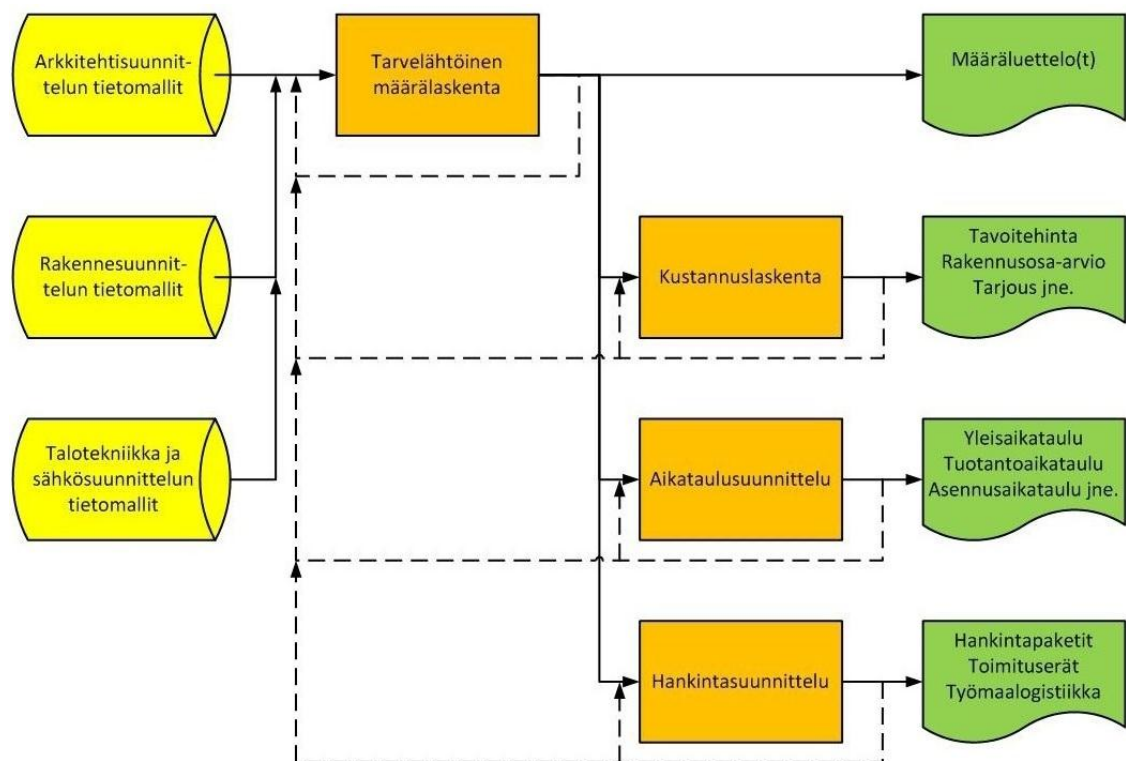 Arkkitehtisuunnit-
telun tietomallit
Tarvelähtöinen
määrälaskenta
Määräluettelo(t)
Rakennesuunnit-
telun tietomallit
Kustannuslaskenta
Tavoitehinta
Rakennusosa-arvio
Tarjous jne.
Talotekniikka ja
sähkösuunnittelun
tietomallit
Aikataulusuunnittelu
Yleisaikataulu
Tuotantoaikataulu
Asennusaikataulu jne.
Hankintasuunnittelu
Hankintapaketit
Toimituserät
Työmaalogistiikka